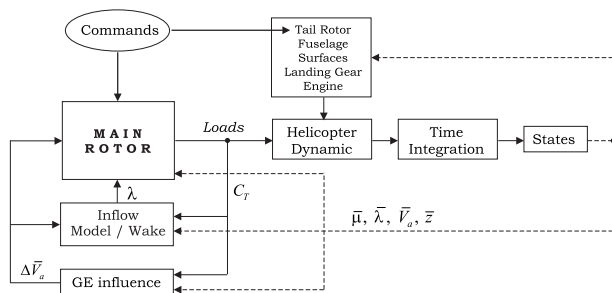 Commands
Tail Rotor
Fuselage
Surfaces
Landing Gear
Engine
MAIN
ROTOR
Loads
Helicopter
Dynamic
Time
Integration
States
λ
C_T
Inflow
Model / Wake
μ̄, λ̄, V̄_a, z̄
ΔV̄_a
GE influence